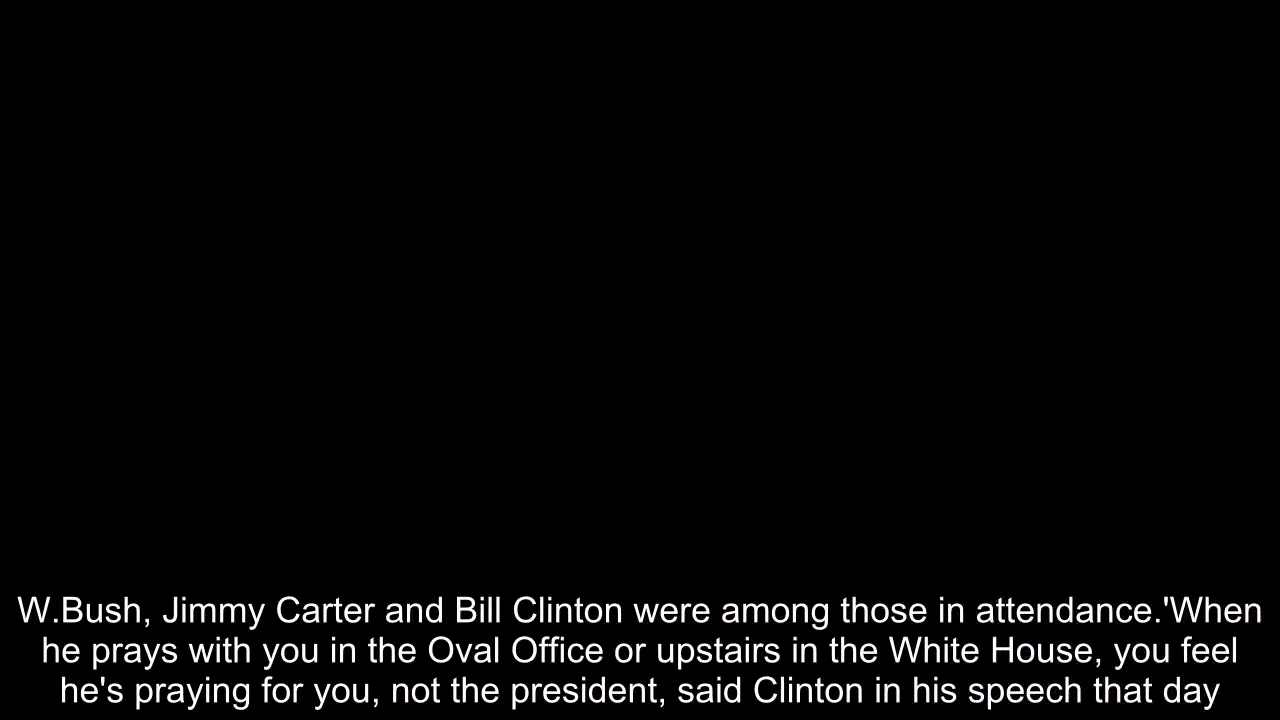 W.Bush, Jimmy Carter and Bill Clinton were among those in attendance.'When
he prays with you in the Oval Office or upstairs in the White House, you feel
he's praying for you, not the president, said Clinton in his speech that day